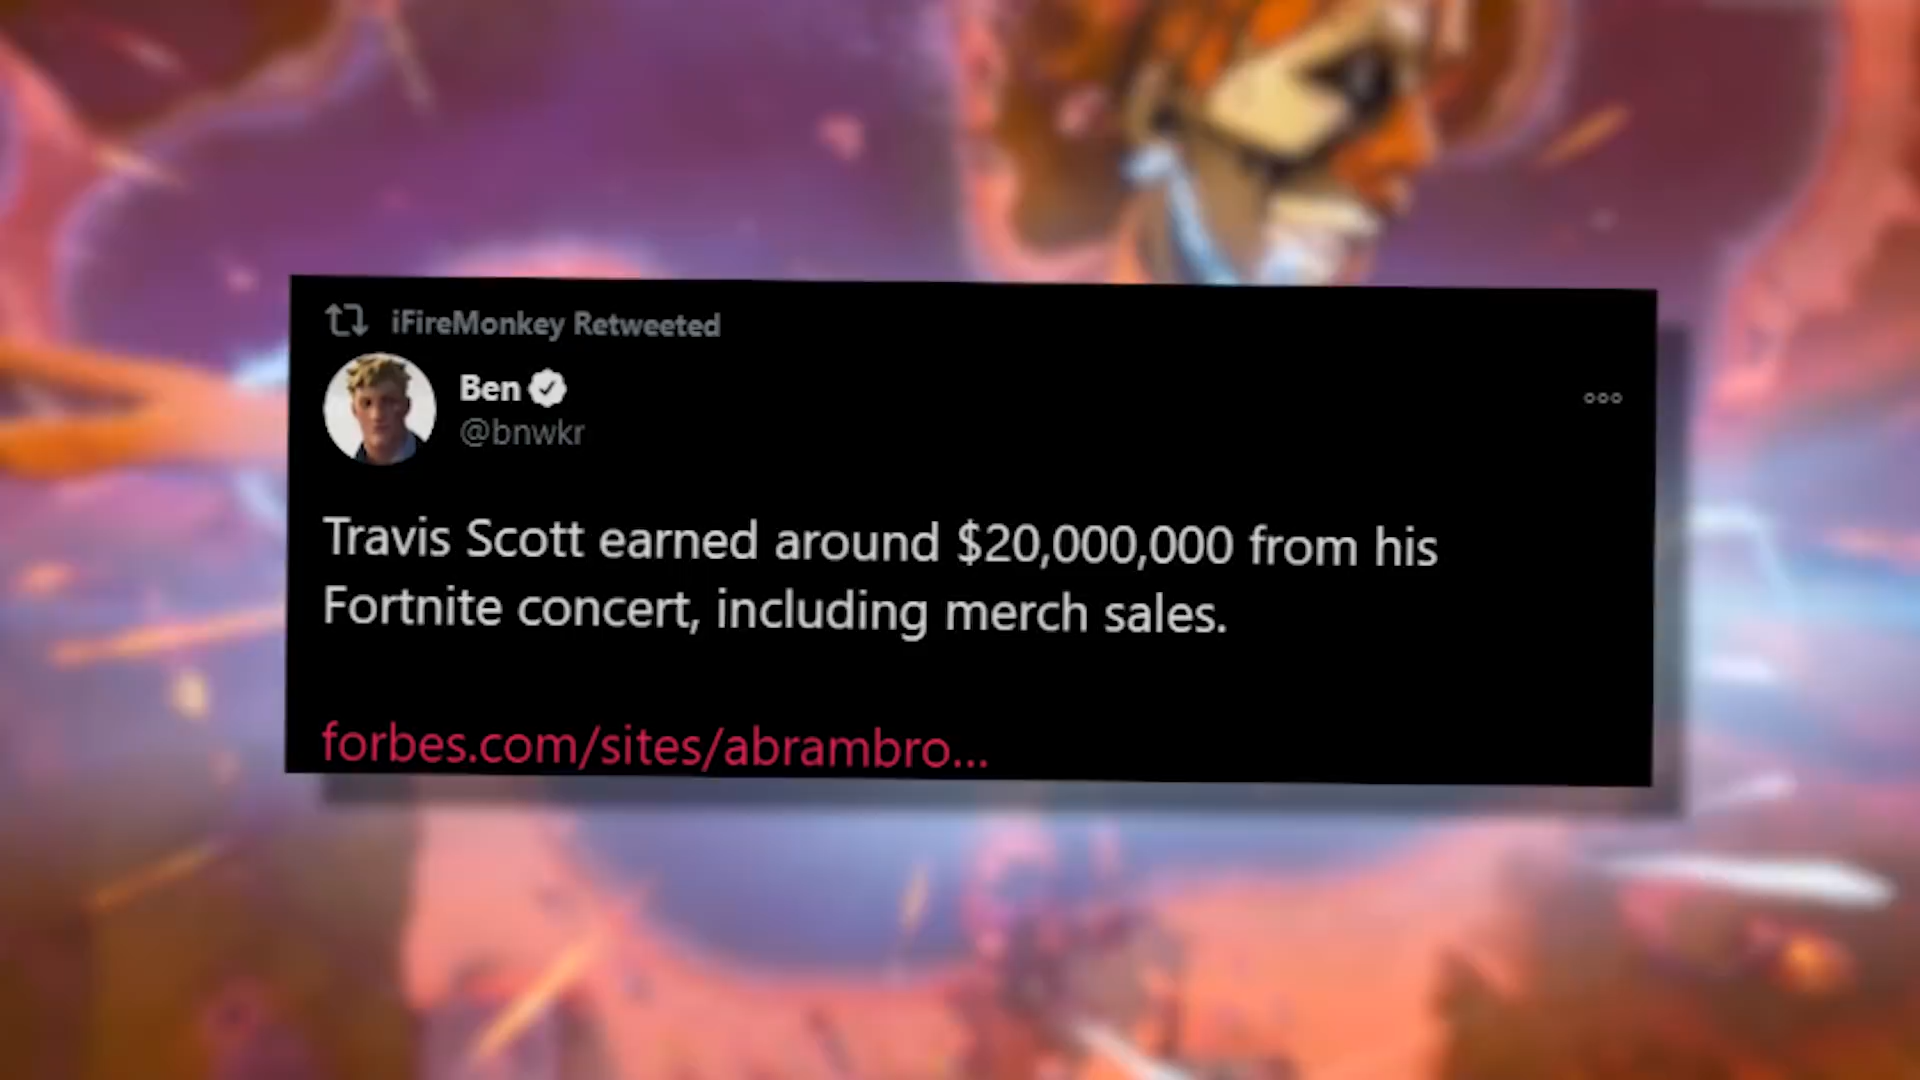 iFireMonkey Retweeted
Ben
@bnwkr
Travis Scott earned around $20,000,000 from his
Fortnite concert, including merch sales.
forbes.com/sites/abrambro...